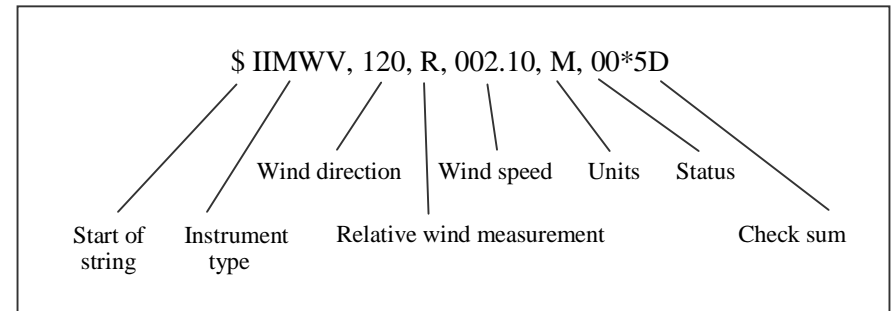 $ IIMWV, 120, R, 002.10, M, 00*5D
Wind direction Wind speed Units Status
Start of string Instrument type Relative wind measurement Check sum